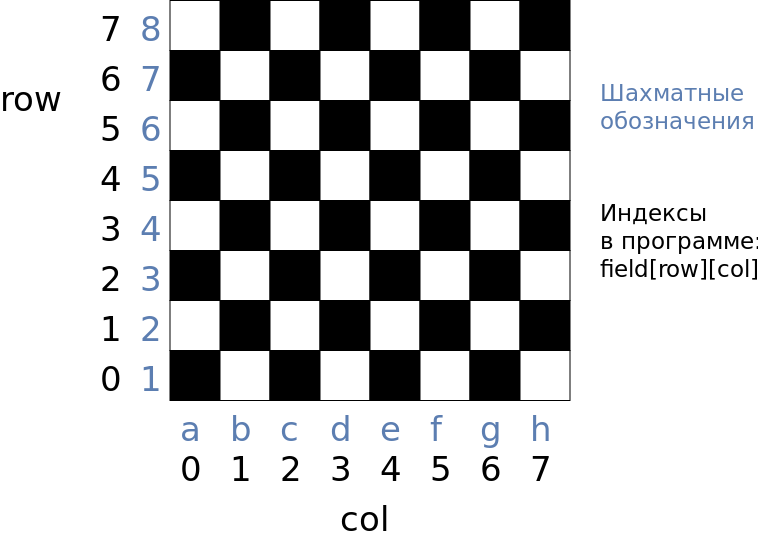 7 8
6 7
row
5 6
4 5
3 4
2 3
1 2
0 1
a b c d e f g h
0 1 2 3 4 5 6 7
col
Шахматные
обозначения
Индексы
в программе:
field[row][col]